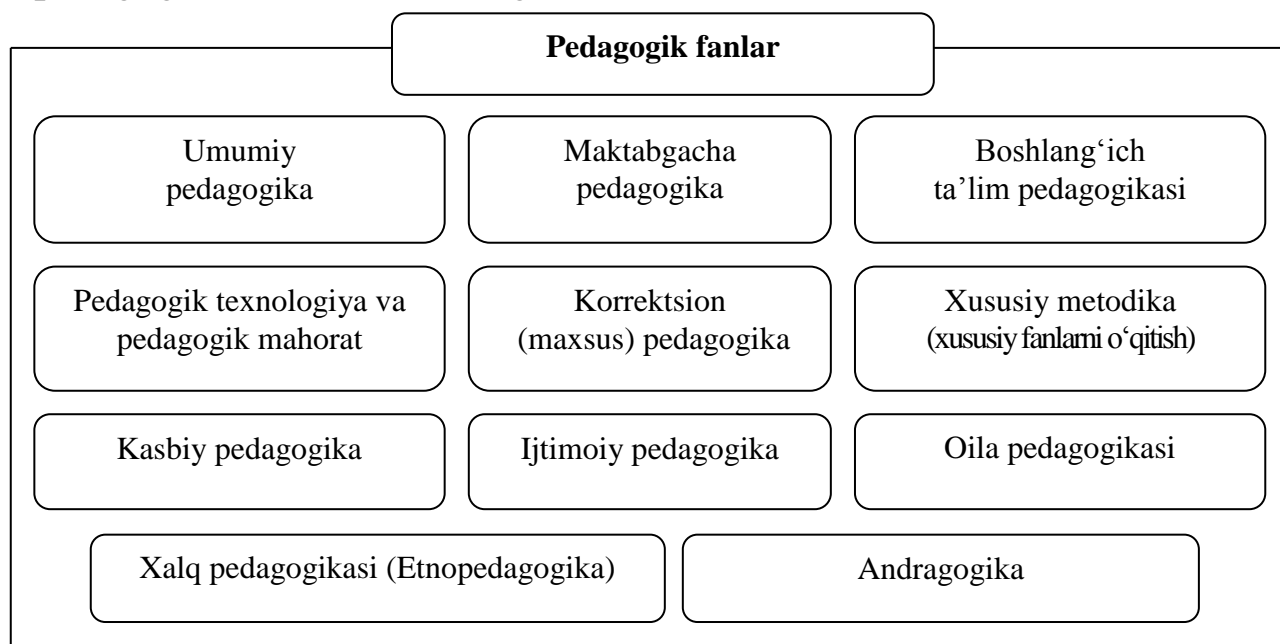 Pedagogik fanlar
Umumiy
pedagogika
Maktabgacha
pedagogika
Boshlang‘ich
ta’lim pedagogikasi
Pedagogik texnologiya va
pedagogik mahorat
Korrektsion
(maxsus) pedagogika
Xususiy metodika
(xususiy fanlarni o‘qitish)
Kasbiy pedagogika
Ijtimoiy pedagogika
Oila pedagogikasi
Xalq pedagogikasi (Etnopedagogika)
Andragogika